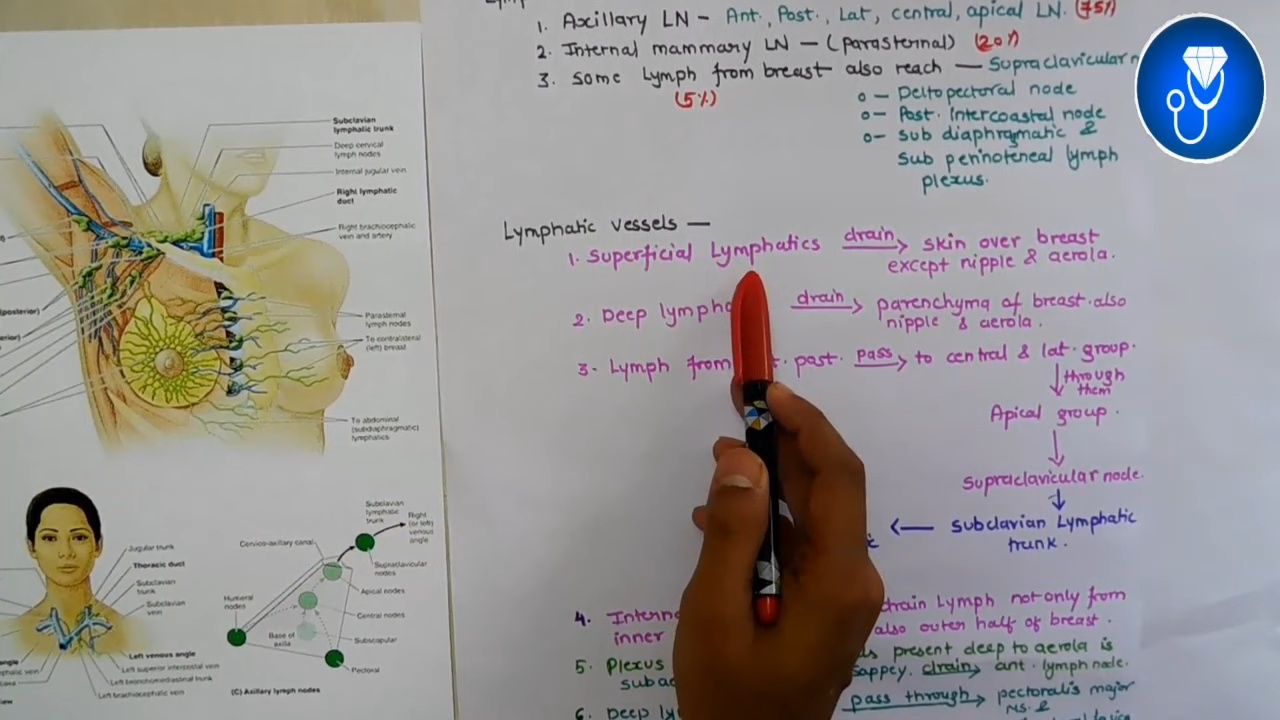 1. Axillary LN - Ant., Post., Lat, central, apical LN. (75%)
2. Internal mammary LN - (parasternal) (20%)
3. Some lymph from breast also reach - Supraclavicular
(5%)
o - Deltopectoral node
o - Post. Intercoastal node
o - Sub diaphragmatic &
Sub perinoteneal lymph
plexus.
Lymphatic vessels -
1. Superficial Lymphatics drain → skin over breast
except nipple & aerola.
2. Deep drain → parenchyma of breast also
nipple & aerola.
3. Lymph from past. pass → to central & lat. group.
↓ through
them
Apical group.
↓
Supraclavicular node.
↓
← Subclavian Lymphatic
trunk.
4. drain Lymph not only from
inner also outer half of breast.
5. Plexus present deep to aerola is
sappey. drain → ant. lymph node.
6. Deep pass through → pectoralis major
ms. &
Subclavian
lymphatic trunk
Deep cervical
lymph nodes
Internal jugular vein
Right lymphatic
duct
Right brachiocephalic
vein and artery
Parasternal
lymph nodes
To contralateral
(left) breast
To abdominal
(subdiaphragmatic)
lymphatics
Jugular trunk
Thoracic duct
Subclavian
trunk
Subclavian
vein
Left venous angle
Left superior intercostal vein
Left bronchomediastinal trunk
Left brachiocephalic vein
Subclavian
lymphatic
trunk
Right
(or left)
venous
angle
Cervico-axillary canal
Supraclavicular
nodes
Apical nodes
Humeral
nodes
Central nodes
Base of
axilla
Subscapular
Pectoral
(C) Axillary lymph nodes